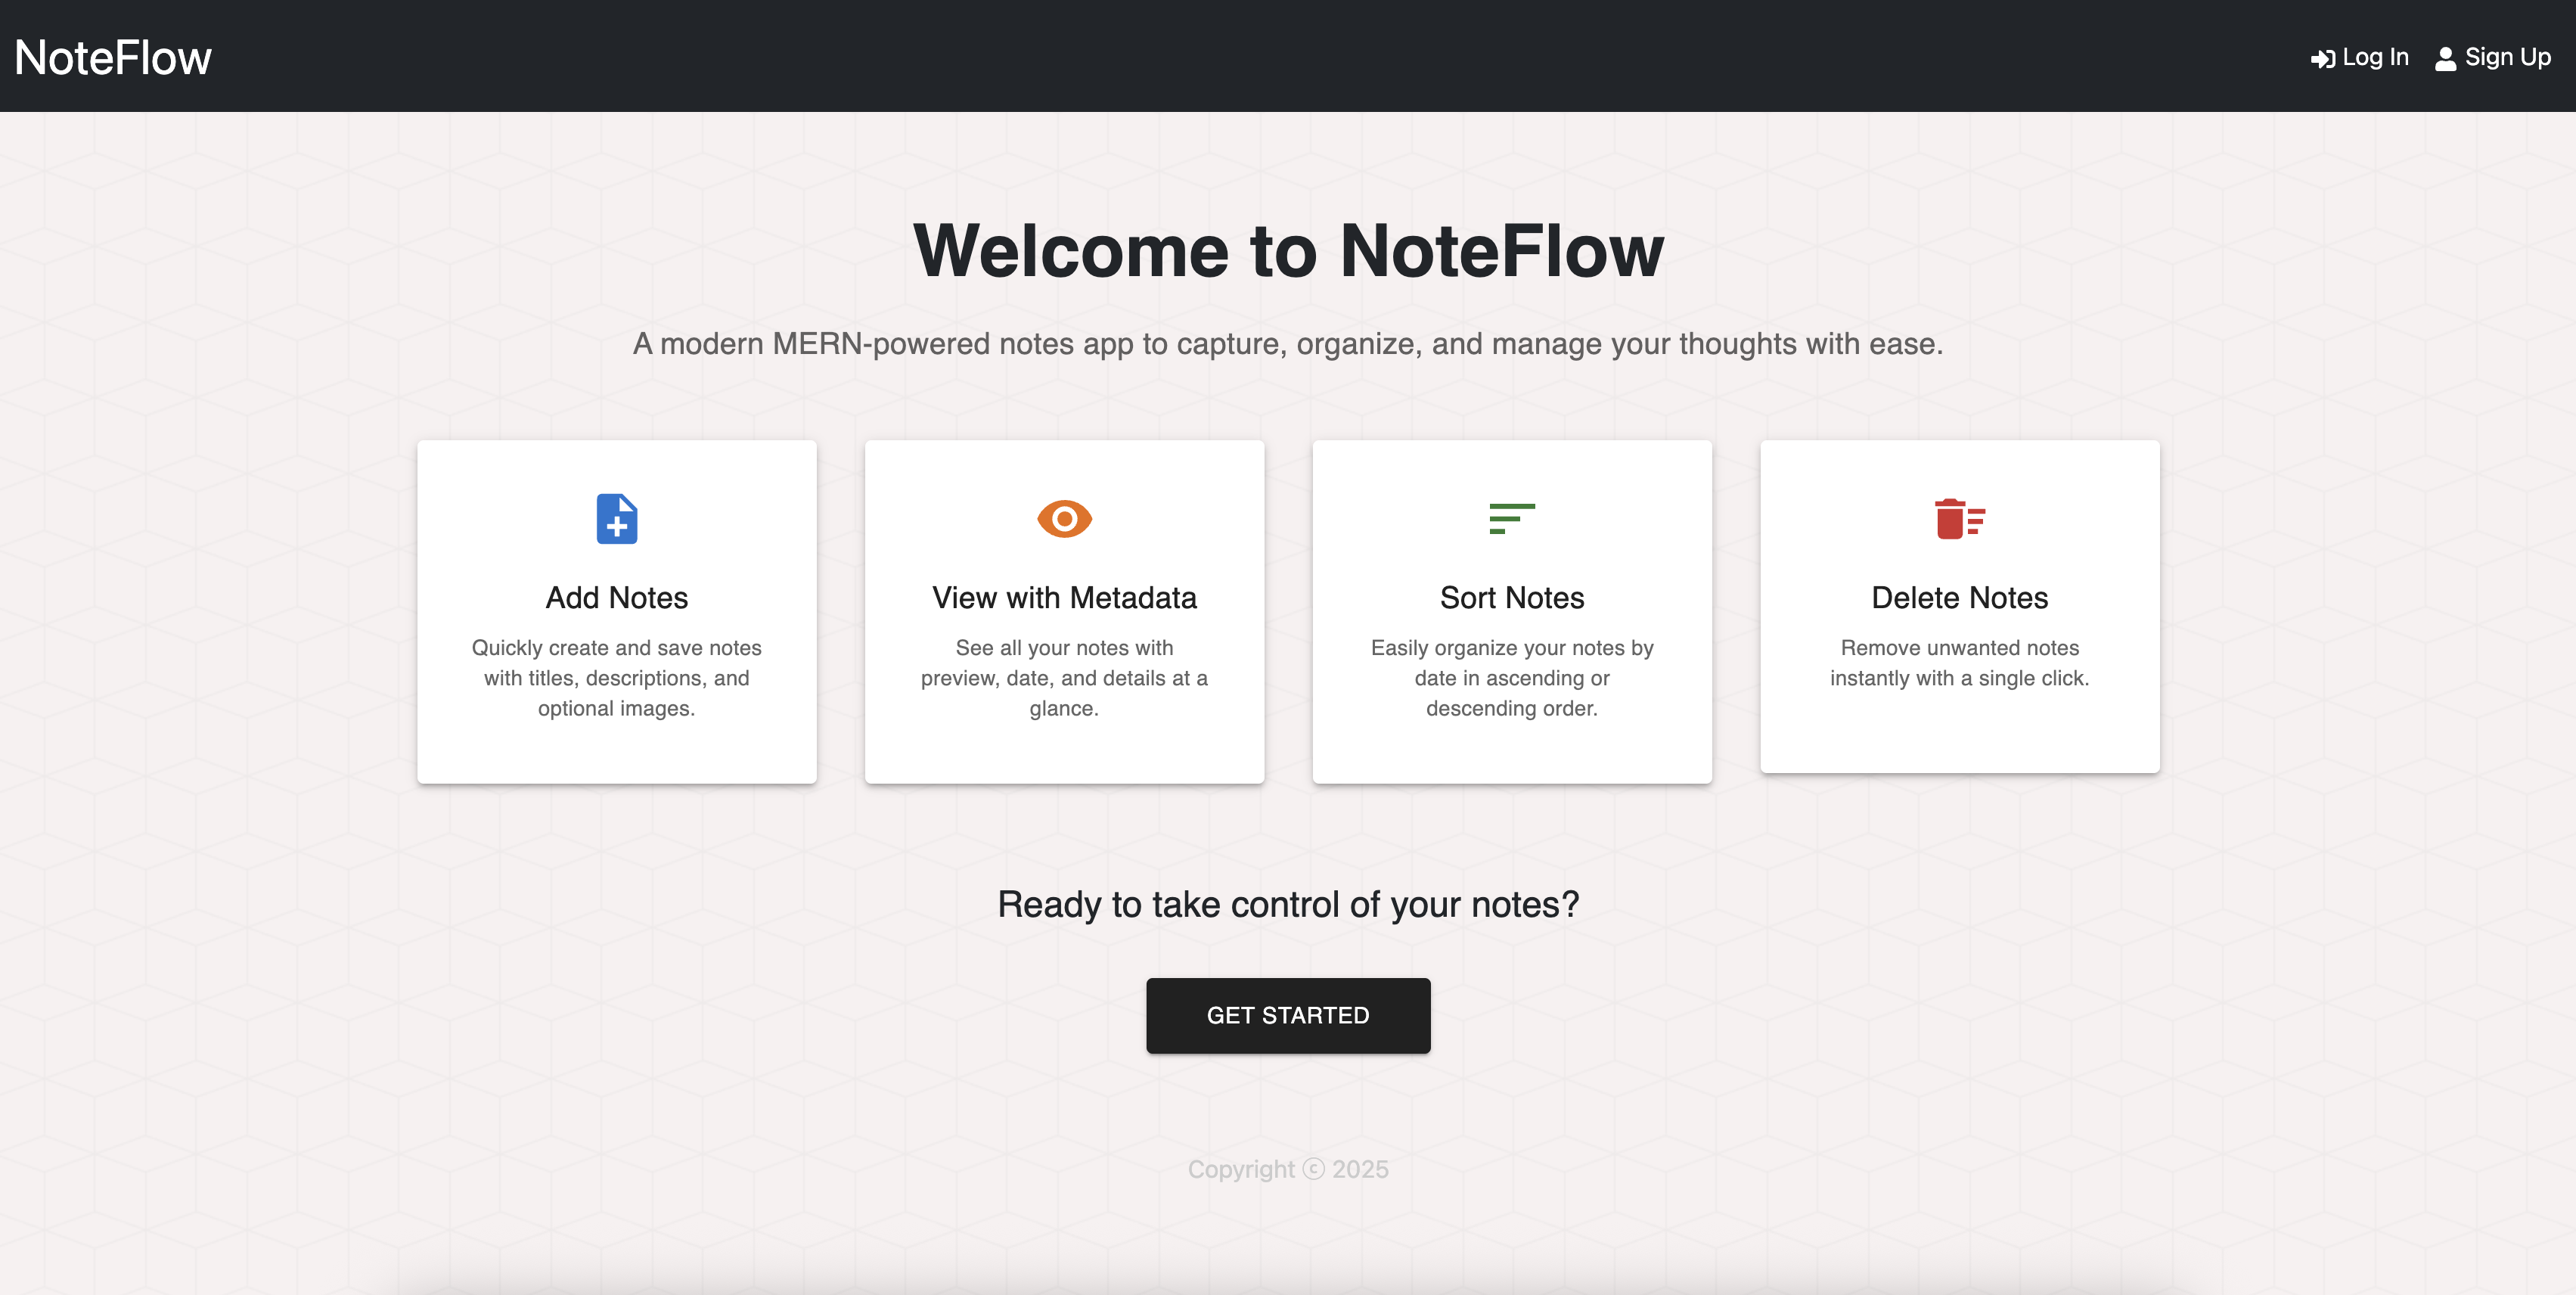 NoteFlow
Log In
Sign Up
Welcome to NoteFlow
A modern MERN-powered notes app to capture, organize, and manage your thoughts with ease.
Add Notes
Quickly create and save notes
with titles, descriptions, and
optional images.
View with Metadata
See all your notes with
preview, date, and details at a
glance.
Sort Notes
Easily organize your notes by
date in ascending or
descending order.
Delete Notes
Remove unwanted notes
instantly with a single click.
Ready to take control of your notes?
GET STARTED
Copyright ⓒ 2025